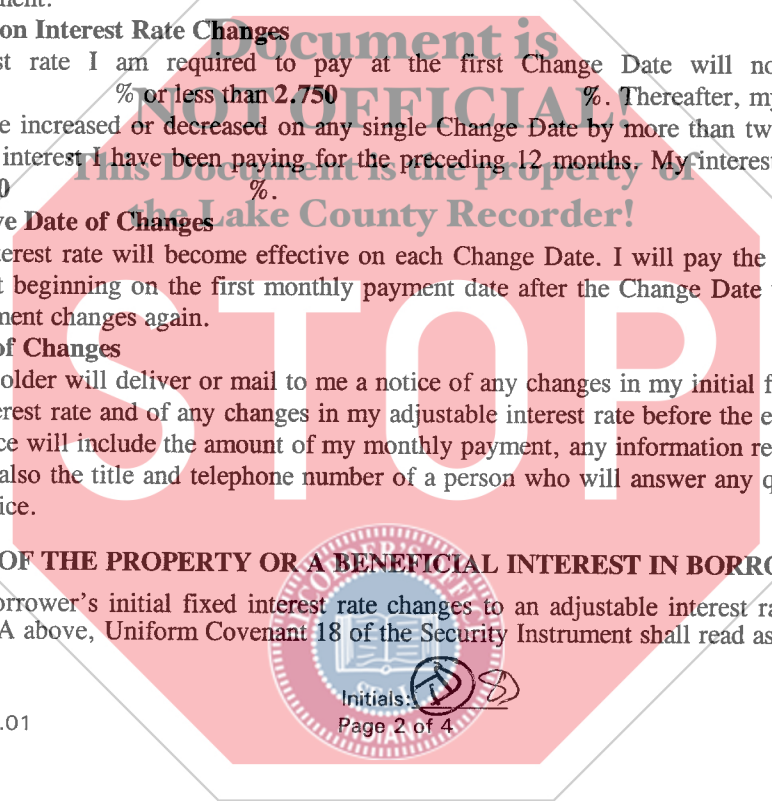 on Interest Rate Changes
Document is
st rate I am required to pay at the first Change Date will no
% or less than 2.750 %. Thereafter, my
NOT OFFICIAL!
e increased or decreased on any single Change Date by more than tw
interest I have been paying for the preceding 12 months. My interest
This Document is the property of
0 %.
the Lake County Recorder!
ve Date of Changes
terest rate will become effective on each Change Date. I will pay the
t beginning on the first monthly payment date after the Change Date
ment changes again.
of Changes
older will deliver or mail to me a notice of any changes in my initial f
erest rate and of any changes in my adjustable interest rate before the e
ce will include the amount of my monthly payment, any information re
also the title and telephone number of a person who will answer any q
ice.
STOP
OF THE PROPERTY OR A BENEFICIAL INTEREST IN BORRO
orrower's initial fixed interest rate changes to an adjustable interest ra
A above, Uniform Covenant 18 of the Security Instrument shall read as
Initials:
.01
Page 2 of 4
INDIANA